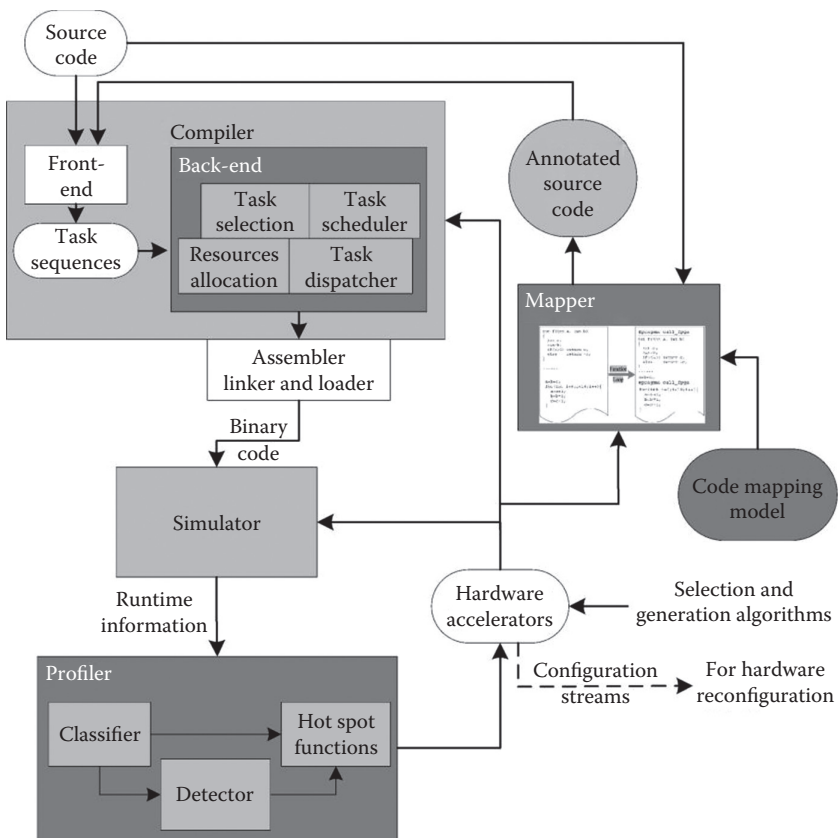 Source
code
Compiler
Front-
end
Back-end
Task
selection
Task
scheduler
Task
sequences
Resources
allocation
Task
dispatcher
Annotated
source
code
Mapper
Assembler
linker and loader
Binary
code
Code mapping
model
Simulator
Runtime
information
Hardware
accelerators
Selection and
generation algorithms
Configuration
streams
For hardware
reconfiguration
Profiler
Classifier
Hot spot
functions
Detector